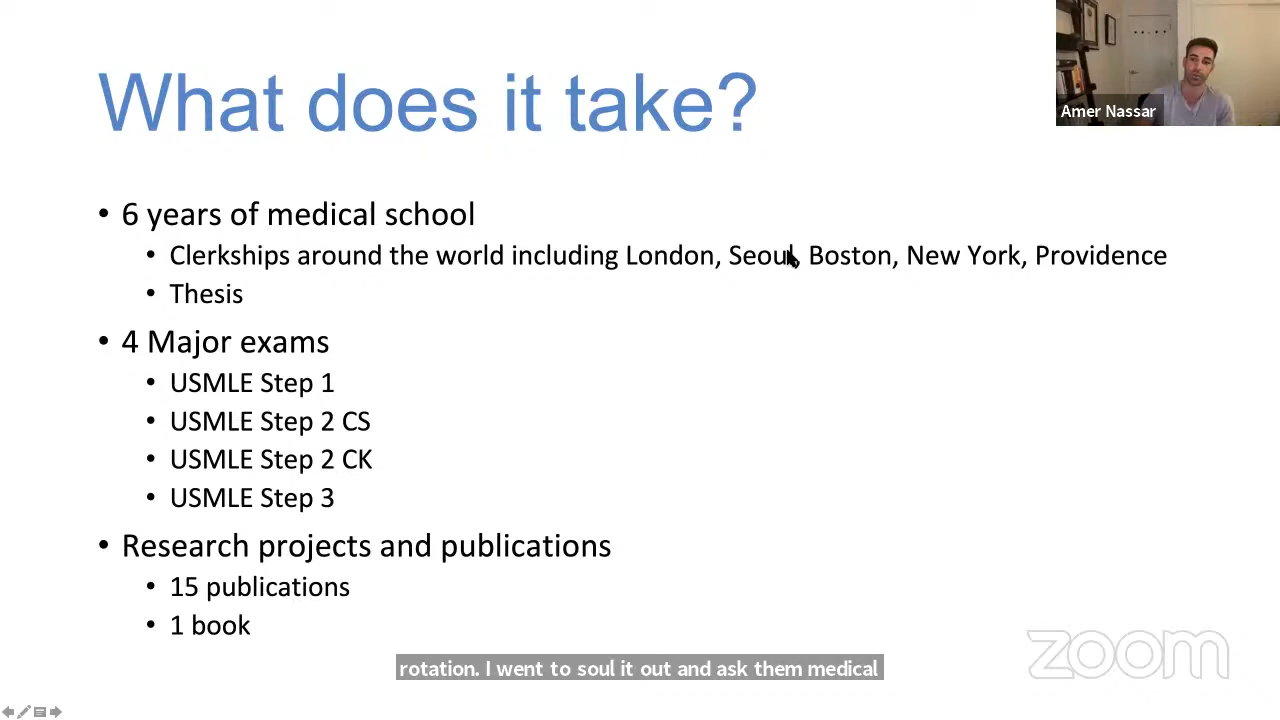 What does it take?
Amer Nassar
• 6 years of medical school
• Clerkships around the world including London, Seoul, Boston, New York, Providence
• Thesis
• 4 Major exams
• USMLE Step 1
• USMLE Step 2 CS
• USMLE Step 2 CK
• USMLE Step 3
• Research projects and publications
• 15 publications
• 1 book
rotation. I went to soul it out and ask them medical
zoom